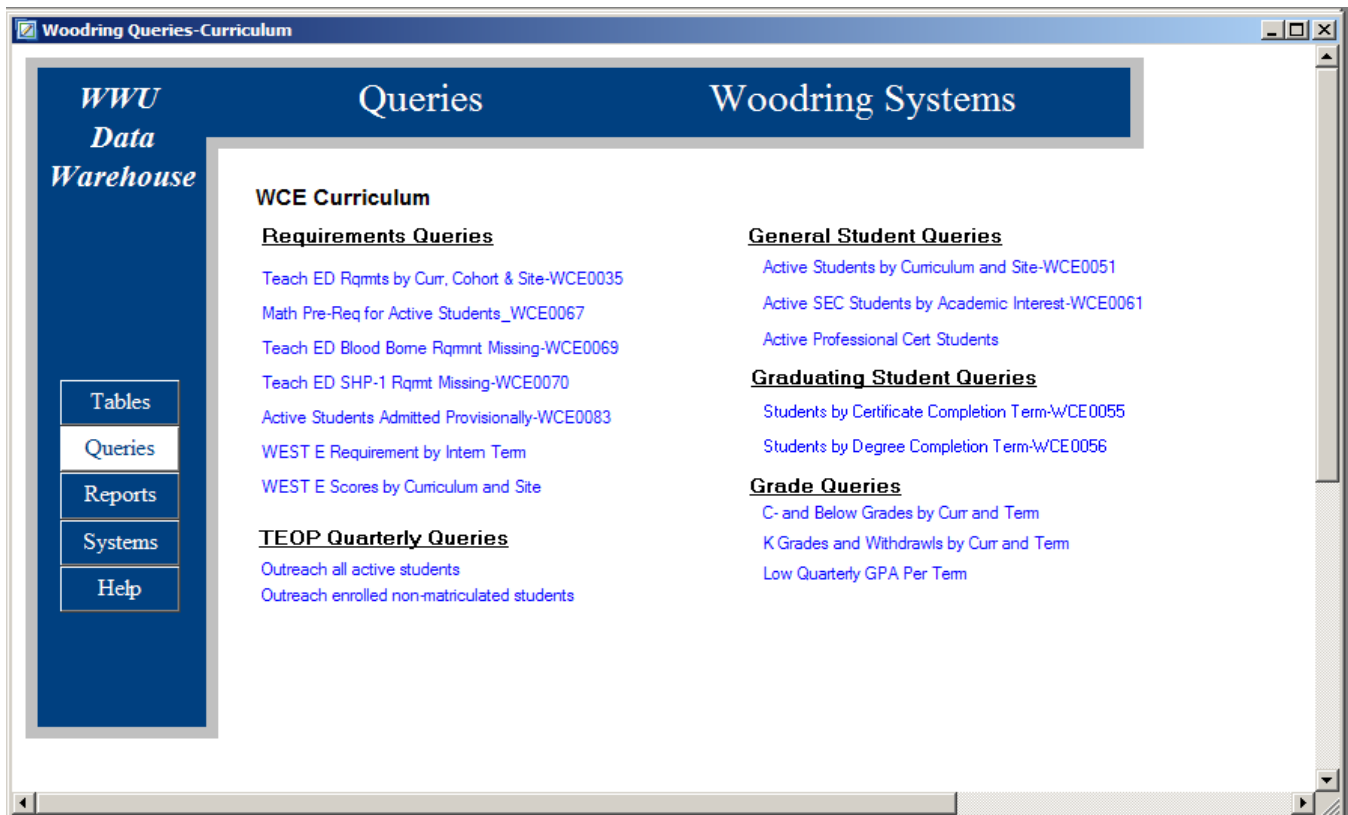 Woodring Queries-Curriculum
WWU
Data
Warehouse
Queries
Woodring Systems
Tables
Queries
Reports
Systems
Help
WCE Curriculum
Requirements Queries
Teach ED Rqmts by Curr, Cohort & Site-WCE0035
Math Pre-Req for Active Students_WCE0067
Teach ED Blood Borne Rqmnt Missing-WCE0069
Teach ED SHP-1 Rqmt Missing-WCE0070
Active Students Admitted Provisionally-WCE0083
WEST E Requirement by Intern Term
WEST E Scores by Curriculum and Site
TEOP Quarterly Queries
Outreach all active students
Outreach enrolled non-matriculated students
General Student Queries
Active Students by Curriculum and Site-WCE0051
Active SEC Students by Academic Interest-WCE0061
Active Professional Cert Students
Graduating Student Queries
Students by Certificate Completion Term-WCE0055
Students by Degree Completion Term-WCE0056
Grade Queries
C- and Below Grades by Curr and Term
K Grades and Withdrawls by Curr and Term
Low Quarterly GPA Per Term